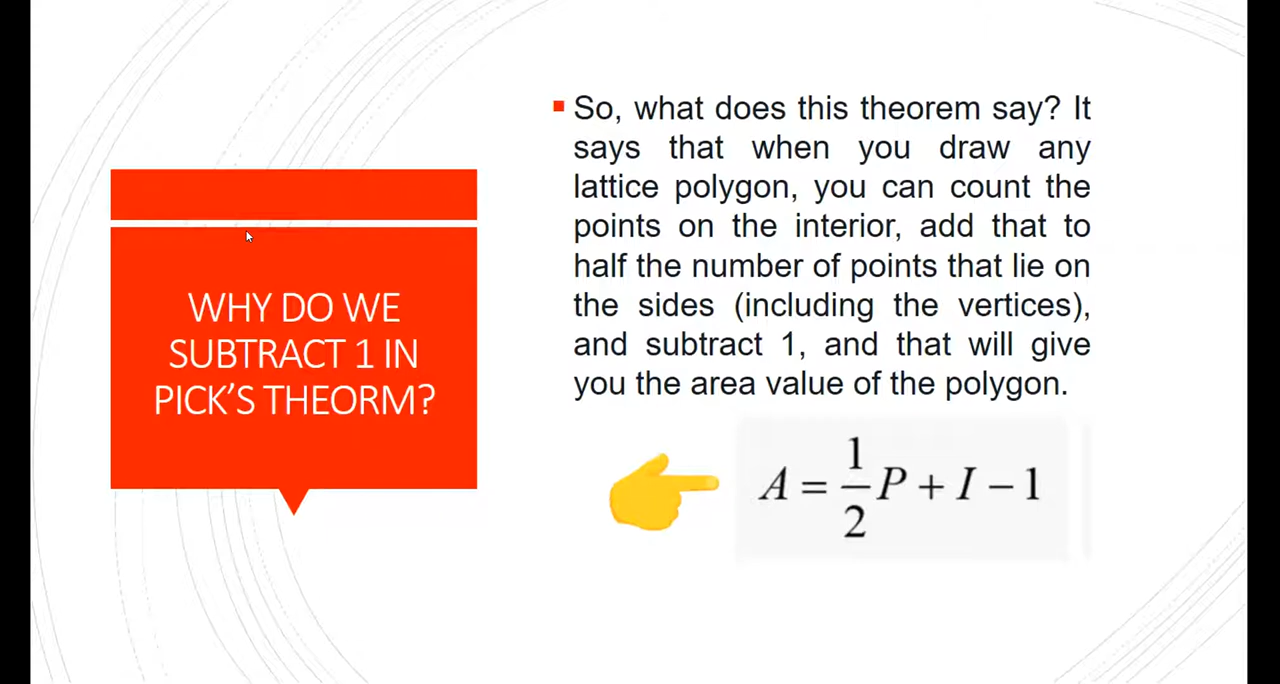 WHY DO WE
SUBTRACT 1 IN
PICK'S THEORM?
So, what does this theorem say? It
says that when you draw any
lattice polygon, you can count the
points on the interior, add that to
half the number of points that lie on
the sides (including the vertices),
and subtract 1, and that will give
you the area value of the polygon.
A = 1/2 P + I − 1